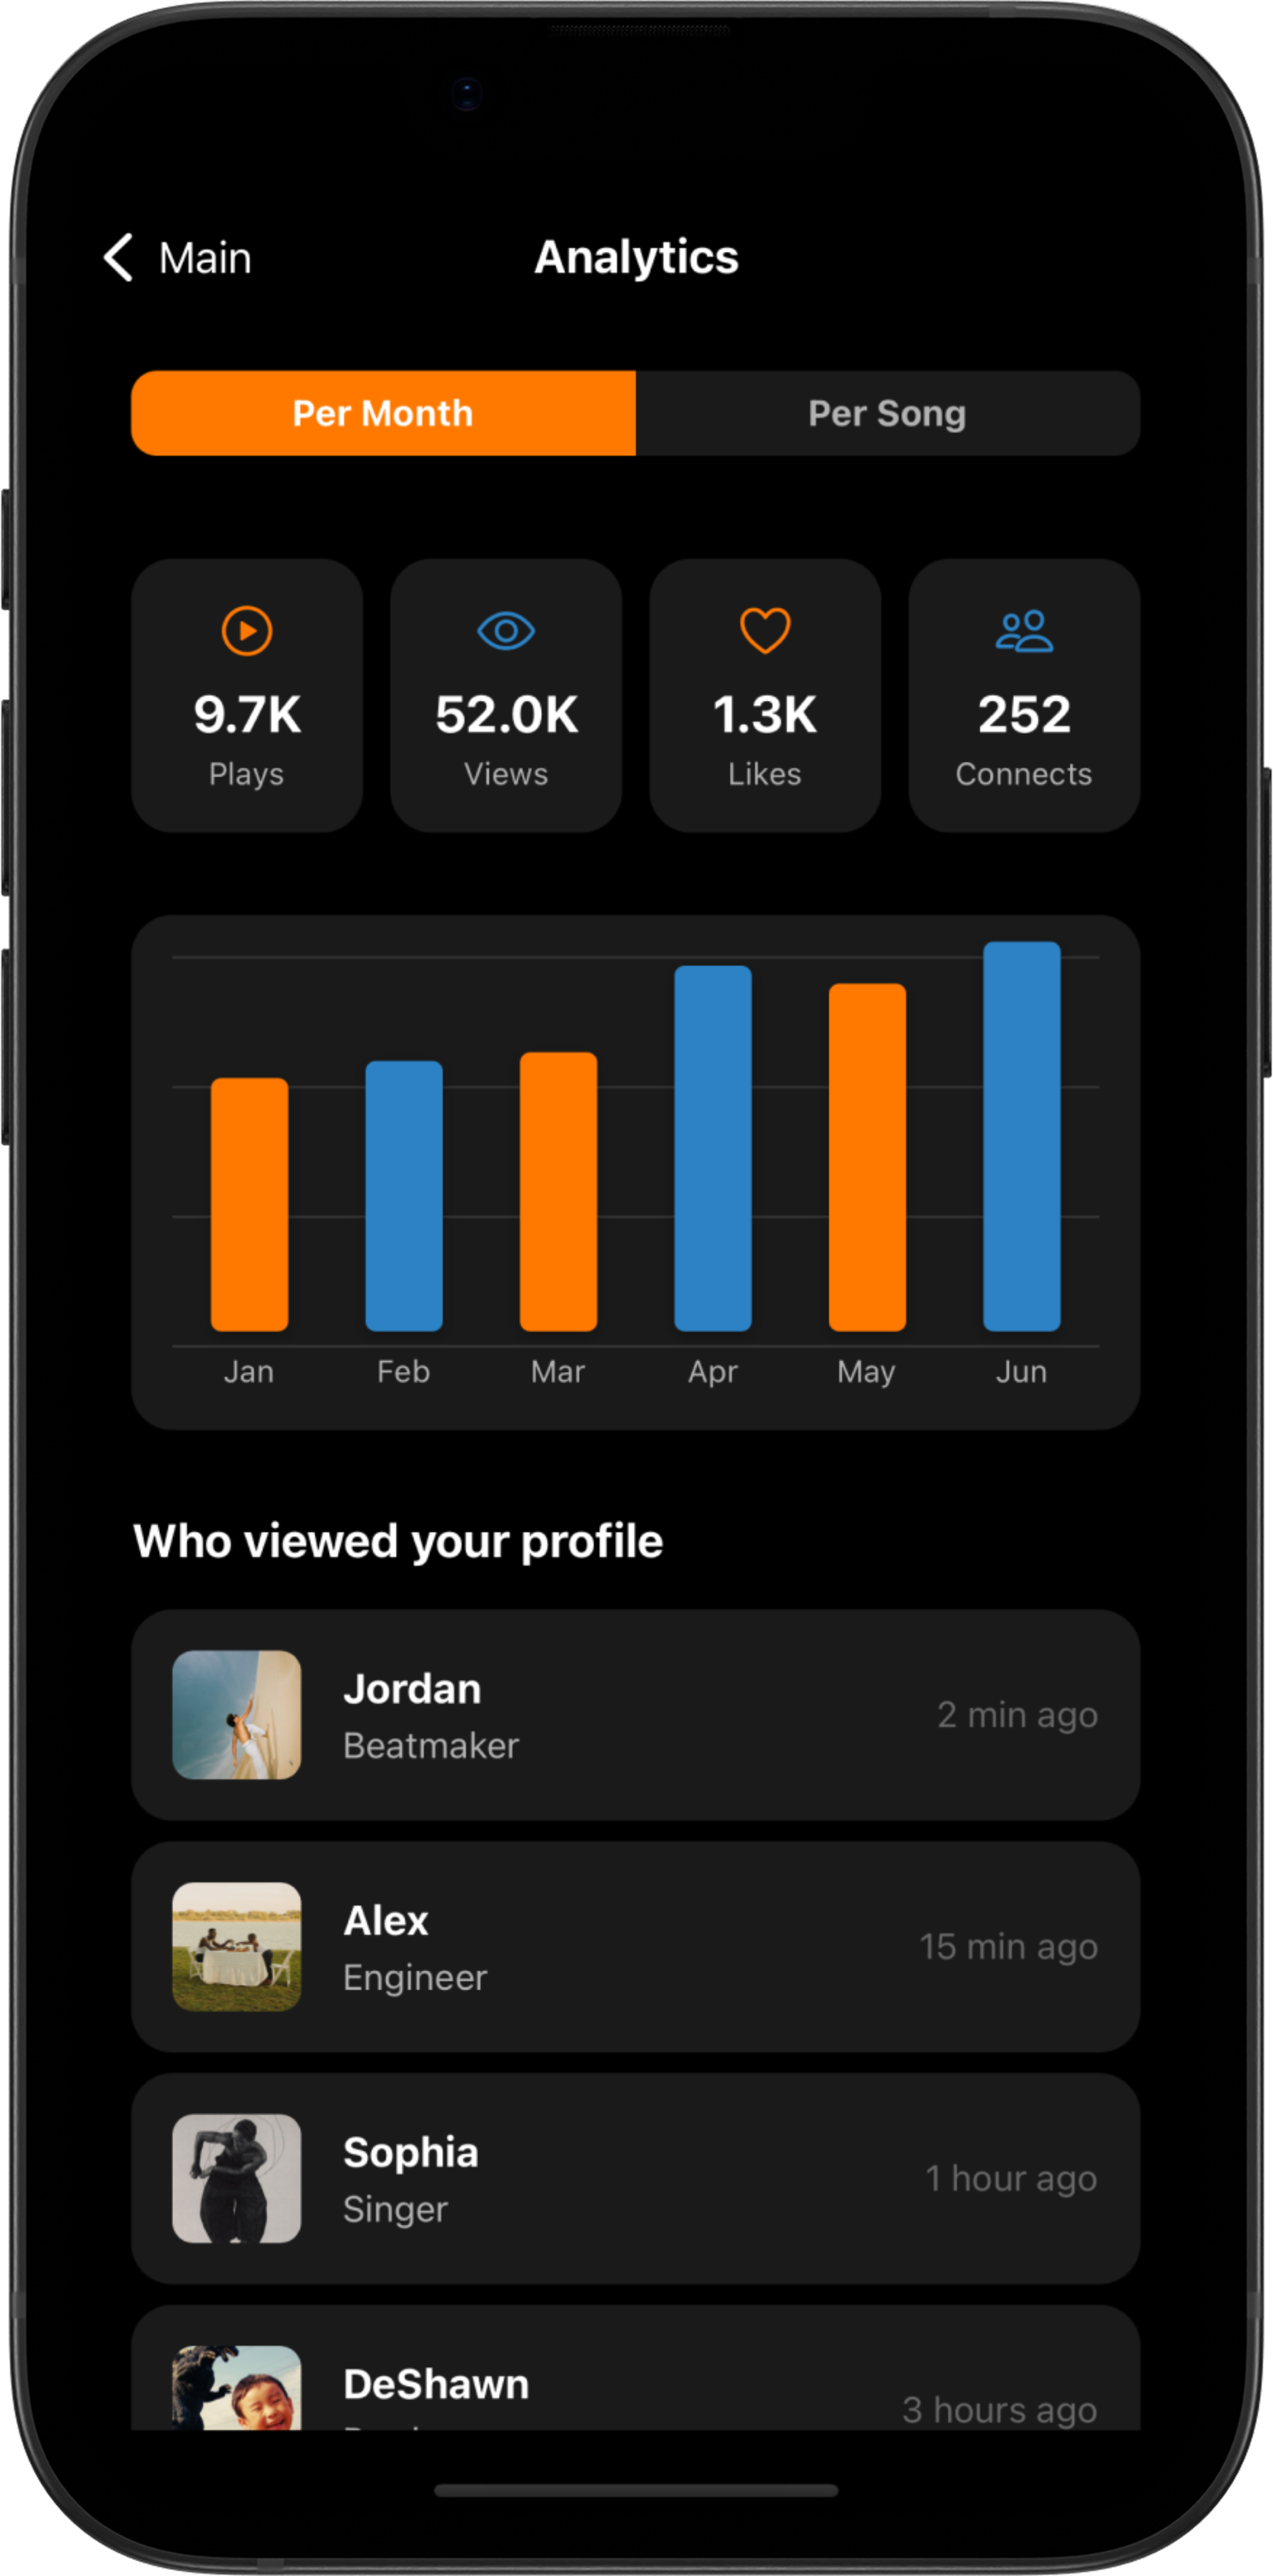 Main
Analytics
Per Month
Per Song
9.7K
52.0K
1.3K
252
Plays
Views
Likes
Connects
Jan Feb Mar Apr May Jun
Who viewed your profile
Jordan
Beatmaker
2 min ago
Alex
Engineer
15 min ago
Sophia
Singer
1 hour ago
DeShawn
3 hours ago